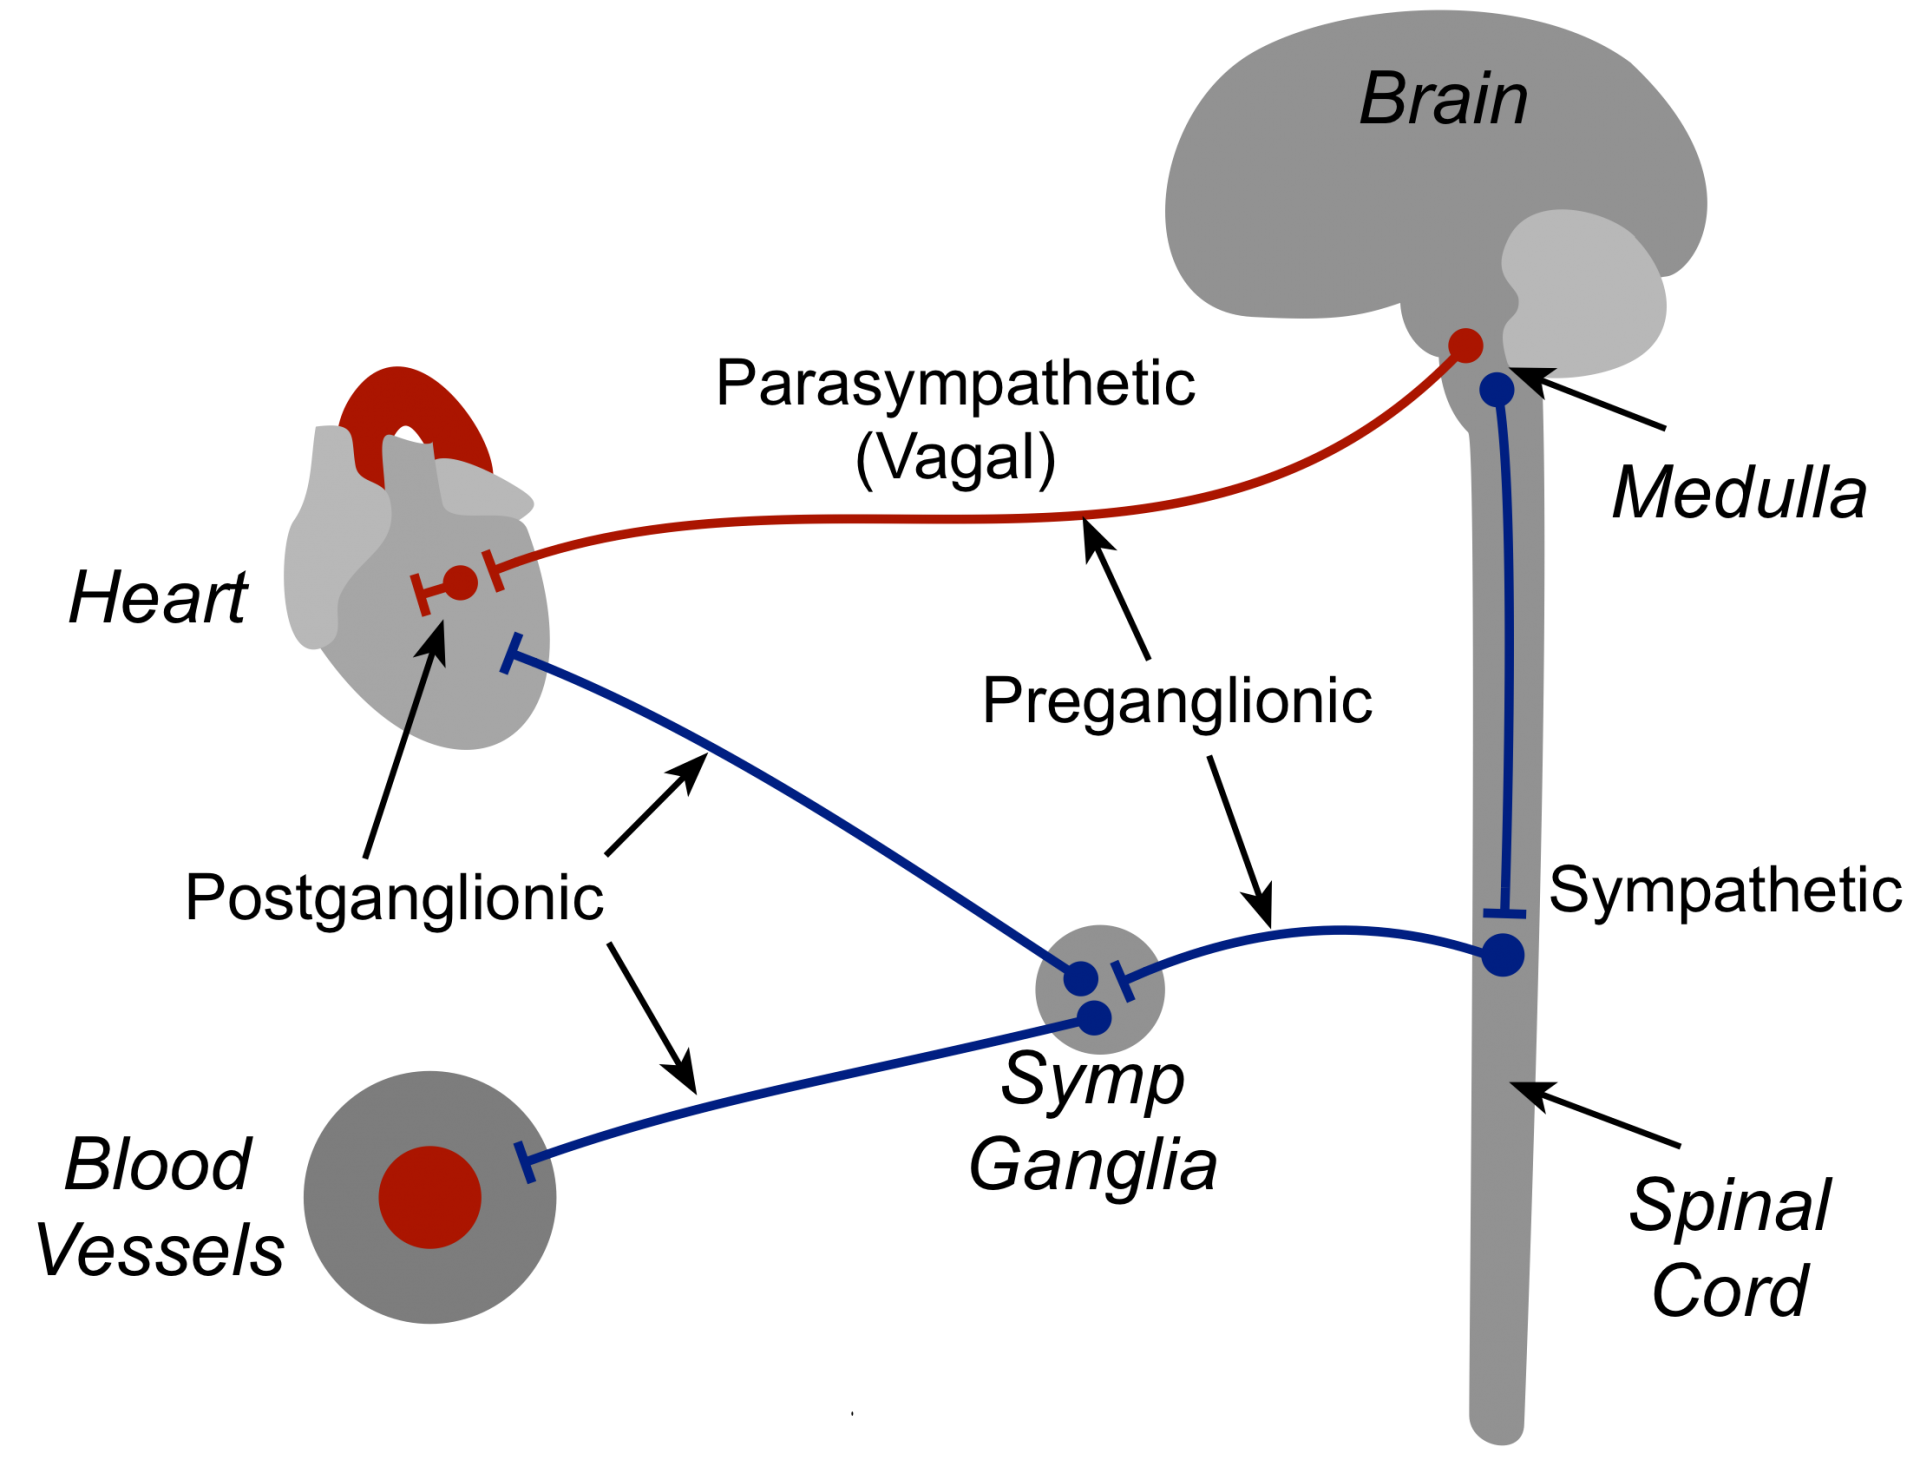 Brain
Parasympathetic
(Vagal)
Medulla
Heart
Preganglionic
Postganglionic
Sympathetic
Symp
Ganglia
Blood
Vessels
Spinal
Cord